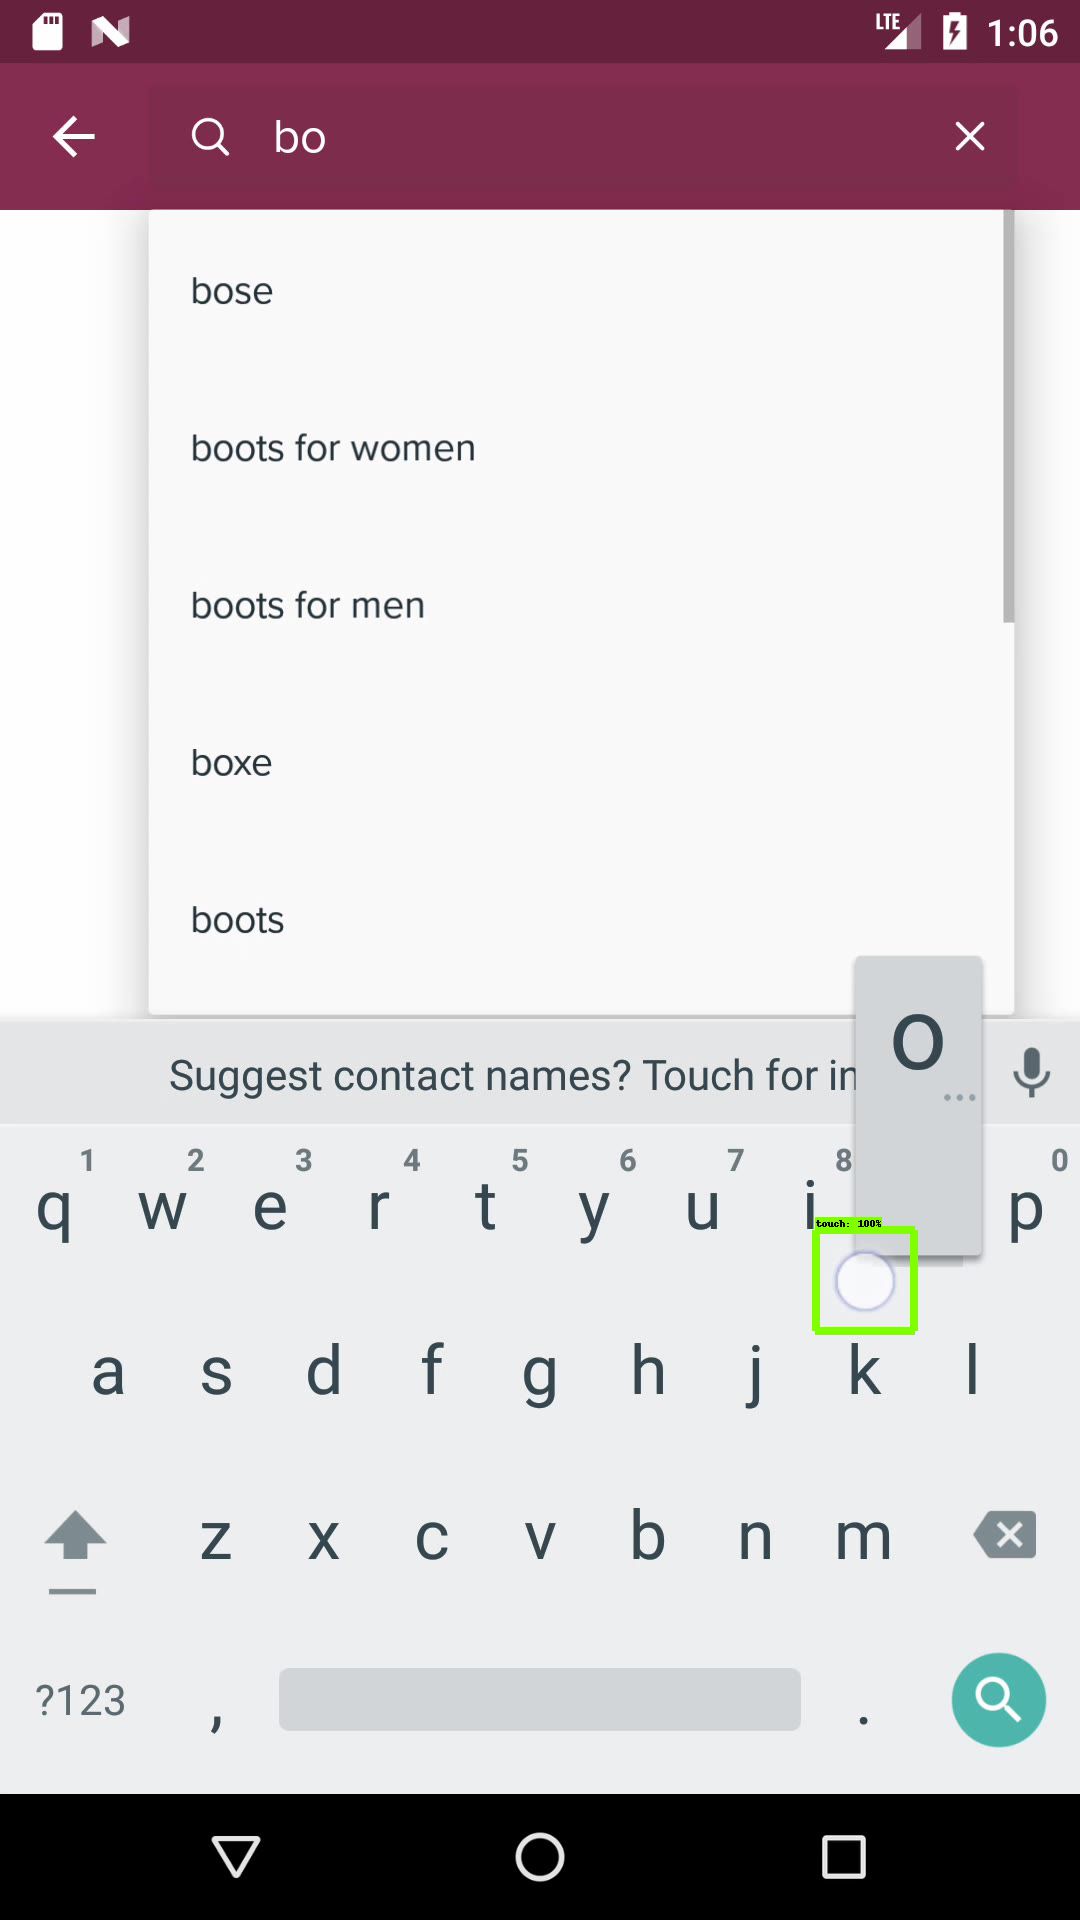 LTE 1:06
bo
bose
boots for women
boots for men
boxe
boots
o
...
Suggest contact names? Touch for in
1 2 3 4 5 6 7 8 0
q w e r t y u i p
touch: 100%
a s d f g h j k l
z x c v b n m
?123 , .